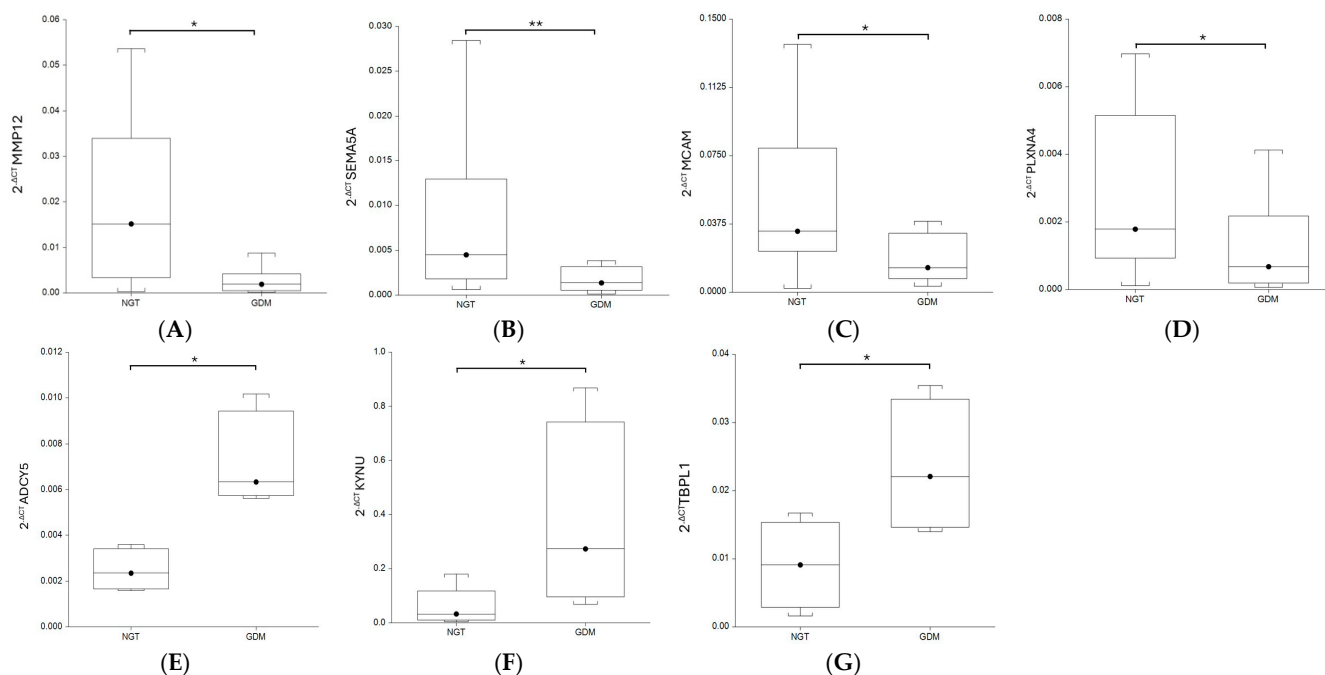 0.06
0.05
0.04
0.03
0.02
0.01
0.00
2-ΔCT MMP12
*
NGT GDM
(A)
0.035
0.030
0.025
0.020
0.015
0.010
0.005
0.000
2-ΔCT SEMA5A
**
NGT GDM
(B)
0.1500
0.1125
0.0750
0.0375
0.0000
2-ΔCT MCAM
*
NGT GDM
(C)
0.008
0.006
0.004
0.002
0.000
2-ΔCT PLXNA4
*
NGT GDM
(D)
0.012
0.010
0.008
0.006
0.004
0.002
0.000
2-ΔCT ADCY5
*
NGT GDM
(E)
1.0
0.8
0.6
0.4
0.2
0.0
2-ΔCT KYNU
*
NGT GDM
(F)
0.04
0.03
0.02
0.01
0.00
2-ΔCT TBPL1
*
NGT GDM
(G)